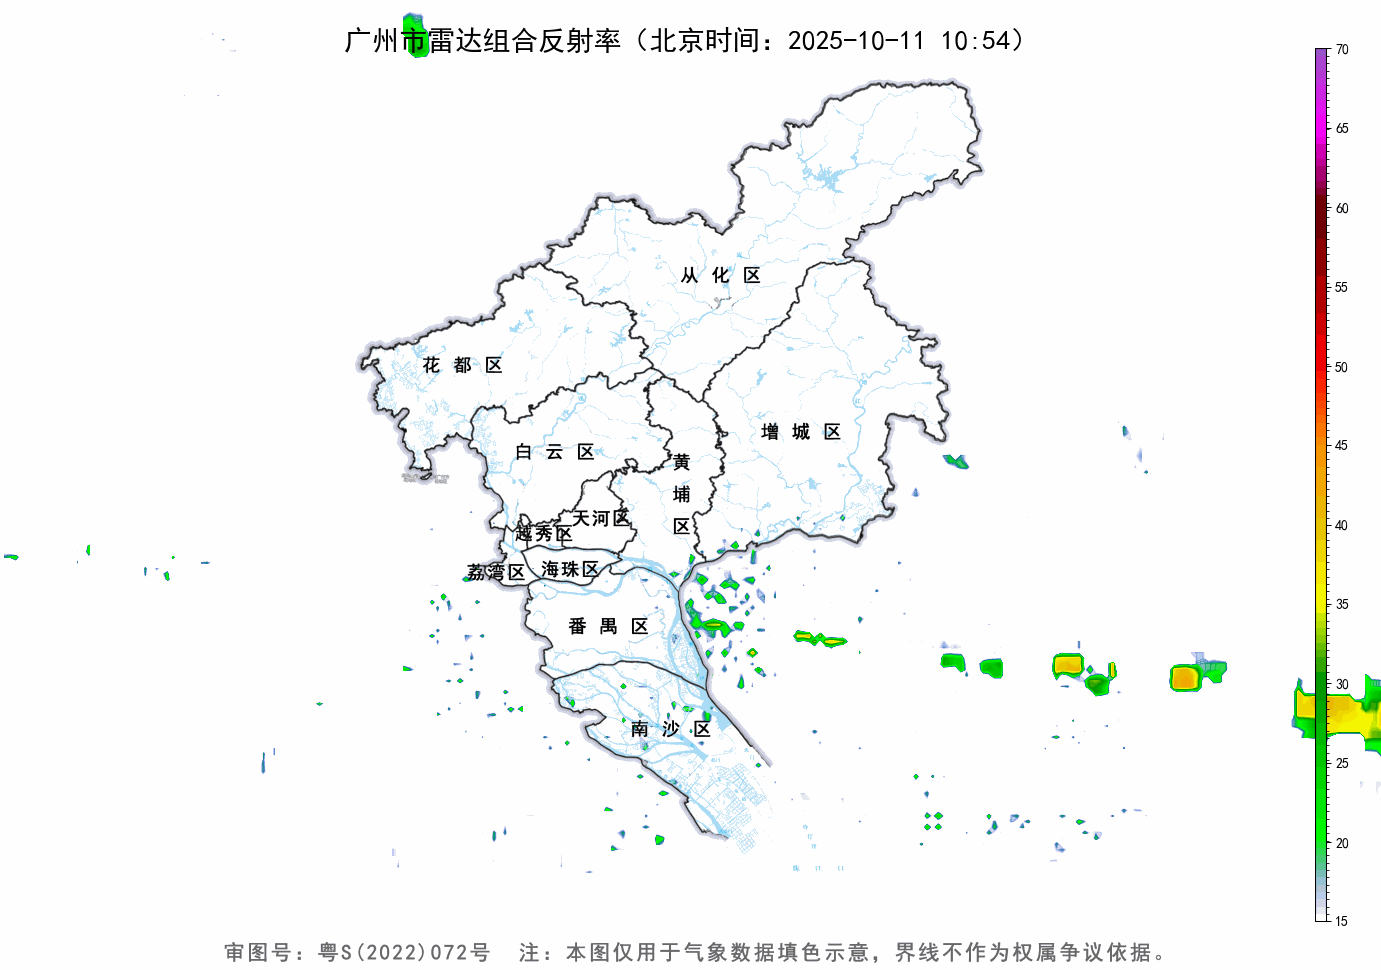 广州市雷达组合反射率（北京时间：2025-10-11 10:54）
70
65
60
55
50
45
40
35
30
25
20
15
从化区
花都区
增城区
白云区
黄埔区
天河区
越秀区
荔湾区
海珠区
番禺区
南沙区
审图号：粤S(2022)072号 注：本图仅用于气象数据填色示意，界线不作为权属争议依据。